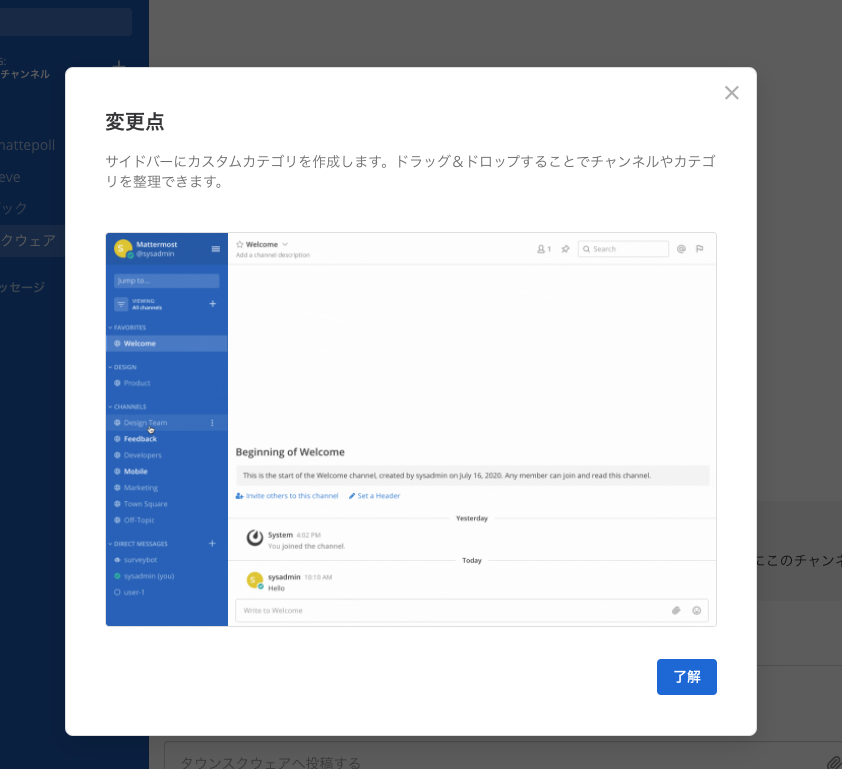 チャンネル
mattepoll
eve
ック
クウェア
ッセージ
変更点
サイドバーにカスタムカテゴリを作成します。ドラッグ＆ドロップすることでチャンネルやカテゴ
リを整理できます。
Mattermost
@sysadmin
Jump to...
VIEWING:
All channels
FAVORITES
Welcome
DESIGN
Product
CHANNELS
Design Team
Feedback
Developers
Mobile
Marketing
Town Square
Off-Topic
DIRECT MESSAGES
surveybot
sysadmin (you)
user-1
Welcome
Add a channel description
1
Search
Beginning of Welcome
This is the start of the Welcome channel, created by sysadmin on July 16, 2020. Any member can join and read this channel.
Invite others to this channel Set a Header
Yesterday
System 4:02 PM
You joined the channel.
Today
S
sysadmin 10:10 AM
Hello
Write to Welcome
了解
にこのチャンネ
タウンスクウェアへ投稿する